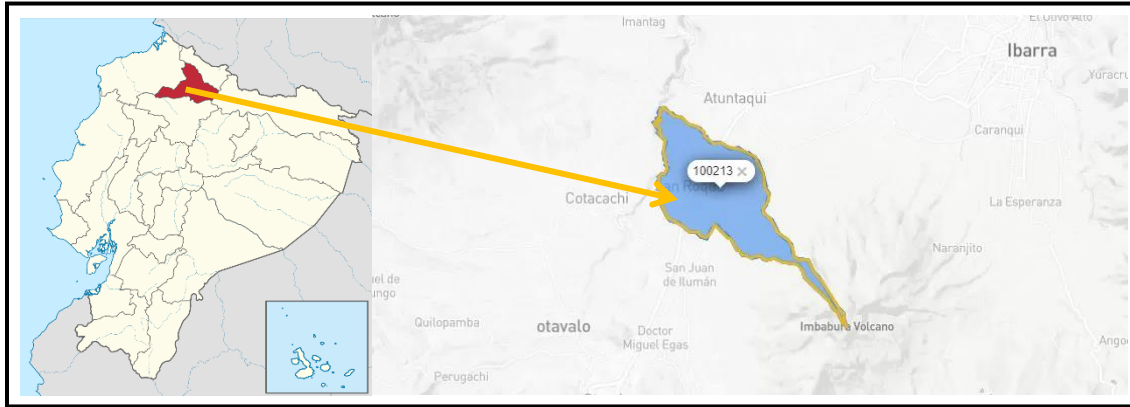 Imantag
El Olivo Alto
Ibarra
Yuracru
Atuntaqui
Caranqui
100213 ×
San Roque
Cotacachi
La Esperanza
Naranjito
San Juan
de Ilumán
Quilopamba
otavalo
Doctor
Miguel Egas
Imbabura Volcano
Perugachi